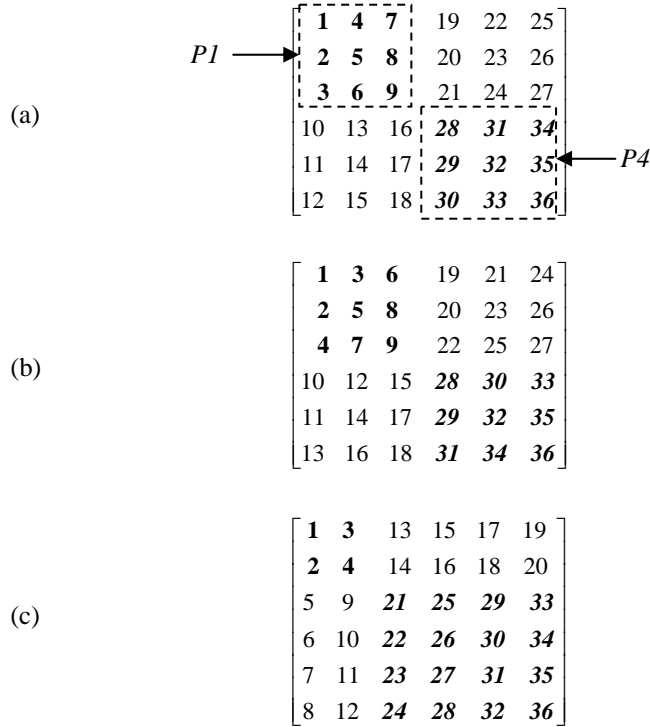 1 4 7 19 22 25
P1 2 5 8 20 23 26
3 6 9 21 24 27
(a)
10 13 16 28 31 34
11 14 17 29 32 35 P4
12 15 18 30 33 36
1 3 6 19 21 24
2 5 8 20 23 26
4 7 9 22 25 27
(b)
10 12 15 28 30 33
11 14 17 29 32 35
13 16 18 31 34 36
1 3 13 15 17 19
2 4 14 16 18 20
5 9 21 25 29 33
(c)
6 10 22 26 30 34
7 11 23 27 31 35
8 12 24 28 32 36